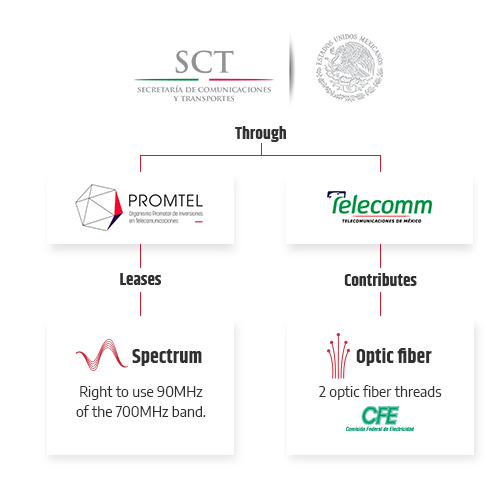 SCT
SECRETARÍA DE COMUNICACIONES
Y TRANSPORTES
ESTADOS UNIDOS MEXICANOS
Through
PROMTEL
Organismo Promotor de Inversiones
en Telecomunicaciones
Telecomm
TELECOMUNICACIONES DE MÉXICO
Leases
Contributes
Spectrum
Right to use 90MHz
of the 700MHz band.
Optic fiber
2 optic fiber threads
CFE
Comisión Federal de Electricidad